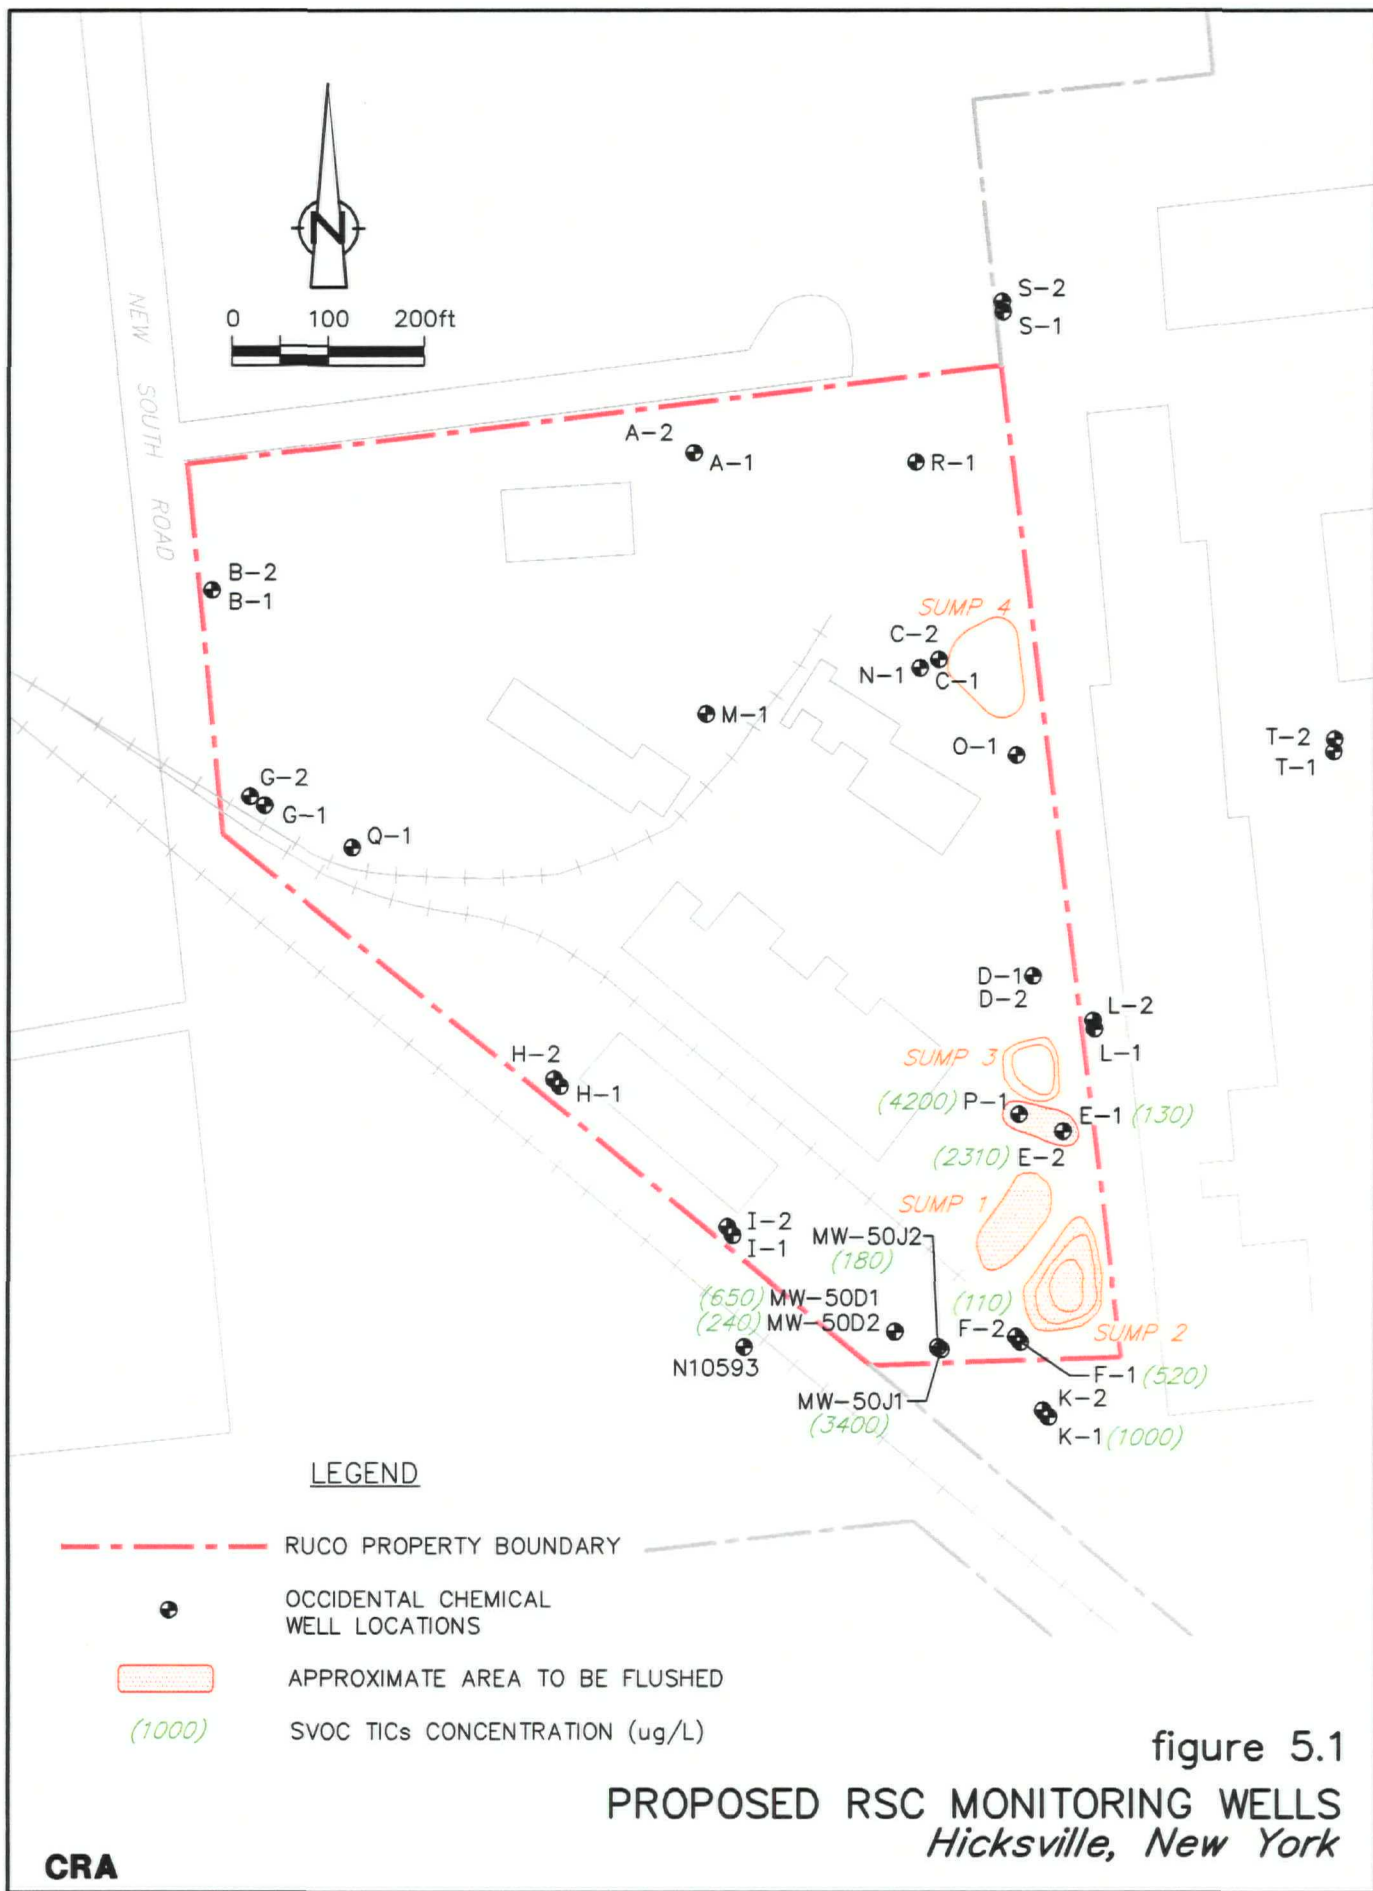 N
0 100 200ft
NEW SOUTH ROAD
S-2
S-1
A-2
A-1
R-1
B-2
B-1
SUMP 4
C-2
N-1
C-1
M-1
O-1
T-2
T-1
G-2
G-1
Q-1
D-1
D-2
L-2
L-1
SUMP 3
H-2
H-1
(4200) P-1
E-1 (130)
(2310) E-2
SUMP 1
I-2
I-1
MW-50J2
(180)
(650) MW-50D1
(110)
(240) MW-50D2
F-2
SUMP 2
N10593
F-1 (520)
MW-50J1
(3400)
K-2
K-1 (1000)
LEGEND
RUCO PROPERTY BOUNDARY
OCCIDENTAL CHEMICAL
WELL LOCATIONS
APPROXIMATE AREA TO BE FLUSHED
(1000) SVOC TICs CONCENTRATION (ug/L)
figure 5.1
PROPOSED RSC MONITORING WELLS
Hicksville, New York
CRA